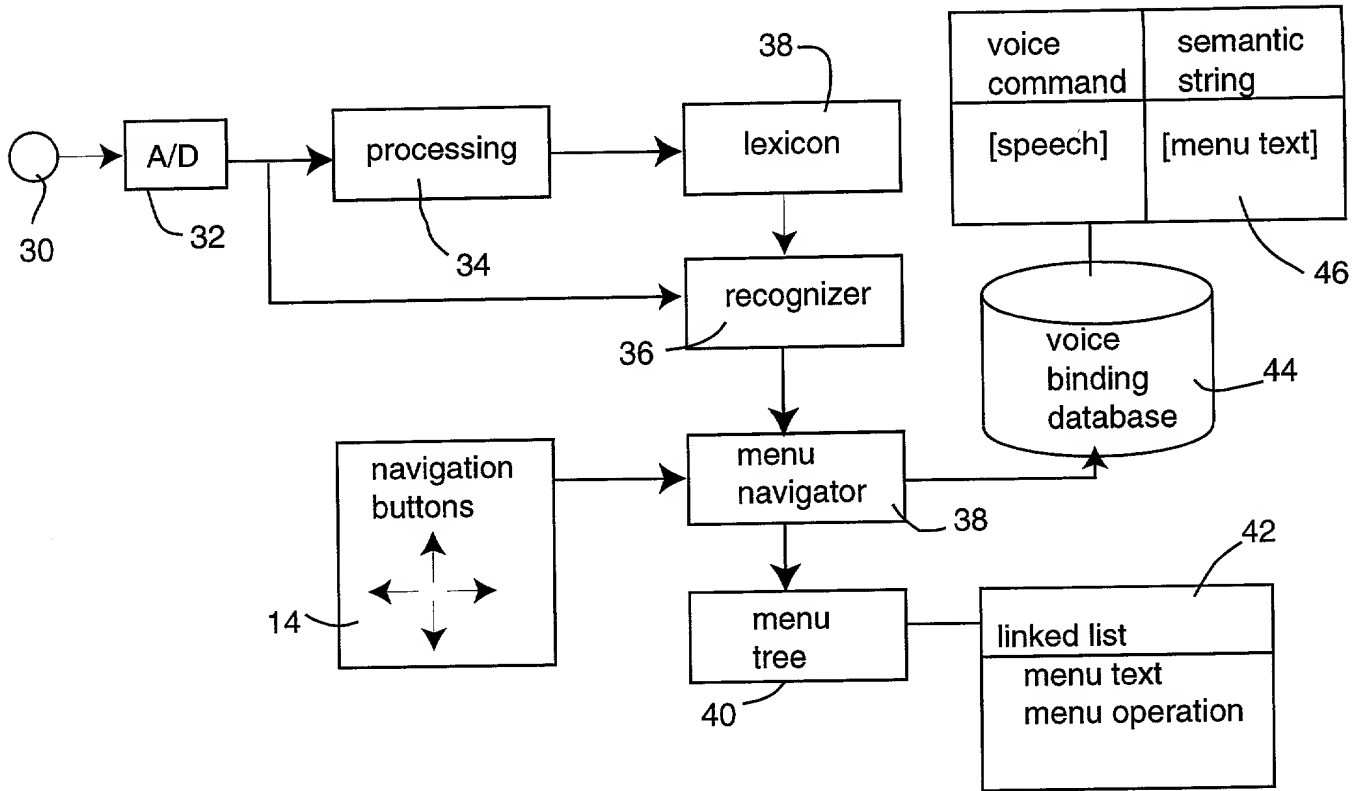 38
voice
command
semantic
string
A/D
processing
lexicon
[speech]
[menu text]
30
32
34
46
recognizer
36
voice
binding
database
44
navigation
buttons
menu
navigator
38
14
42
menu
tree
linked list
menu text
menu operation
40